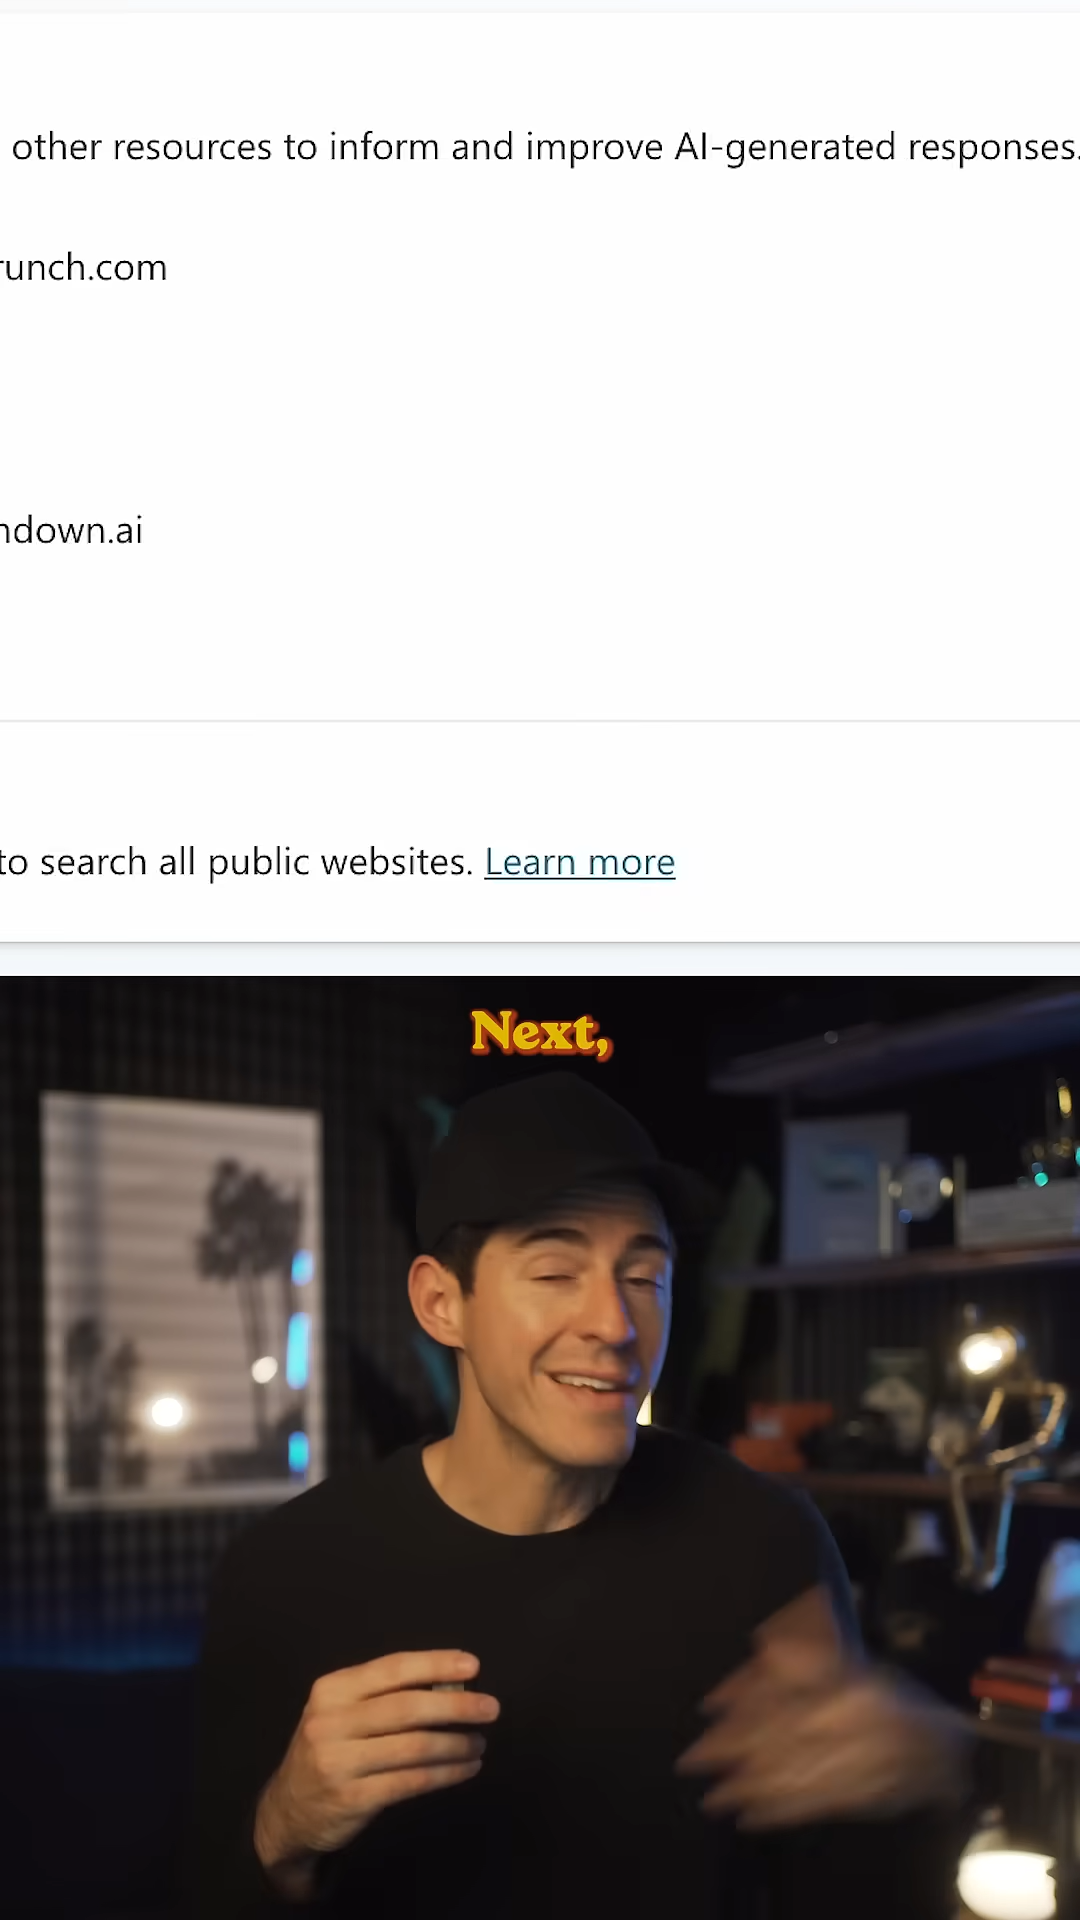 other resources to inform and improve AI-generated responses.
runch.com
ndown.ai
to search all public websites. Learn more
Next,